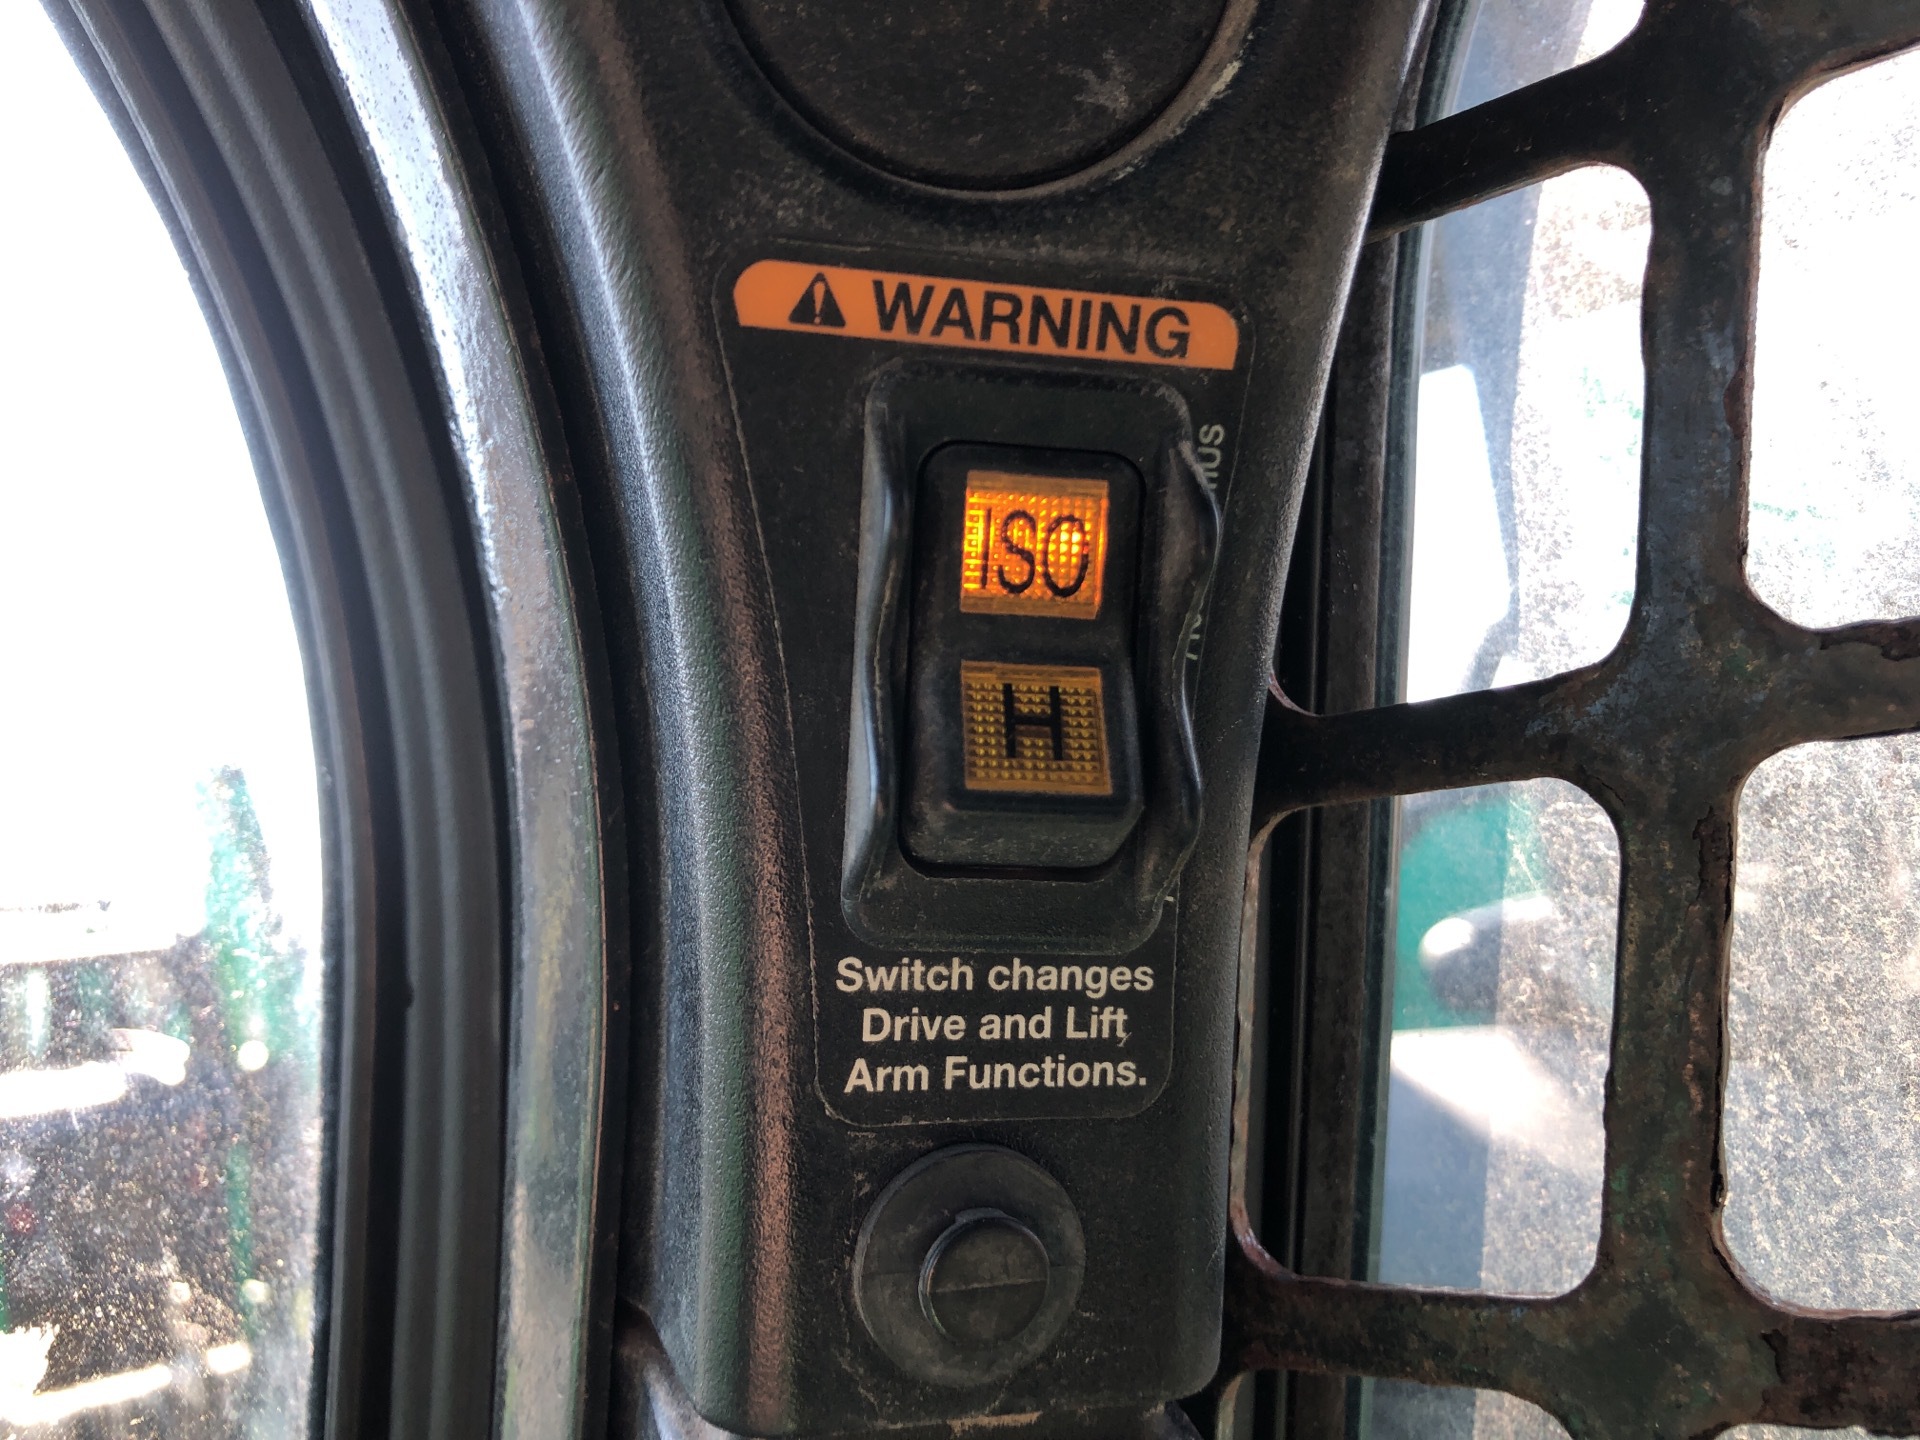 WARNING
ISO
H
Switch changes
Drive and Lift
Arm Functions.